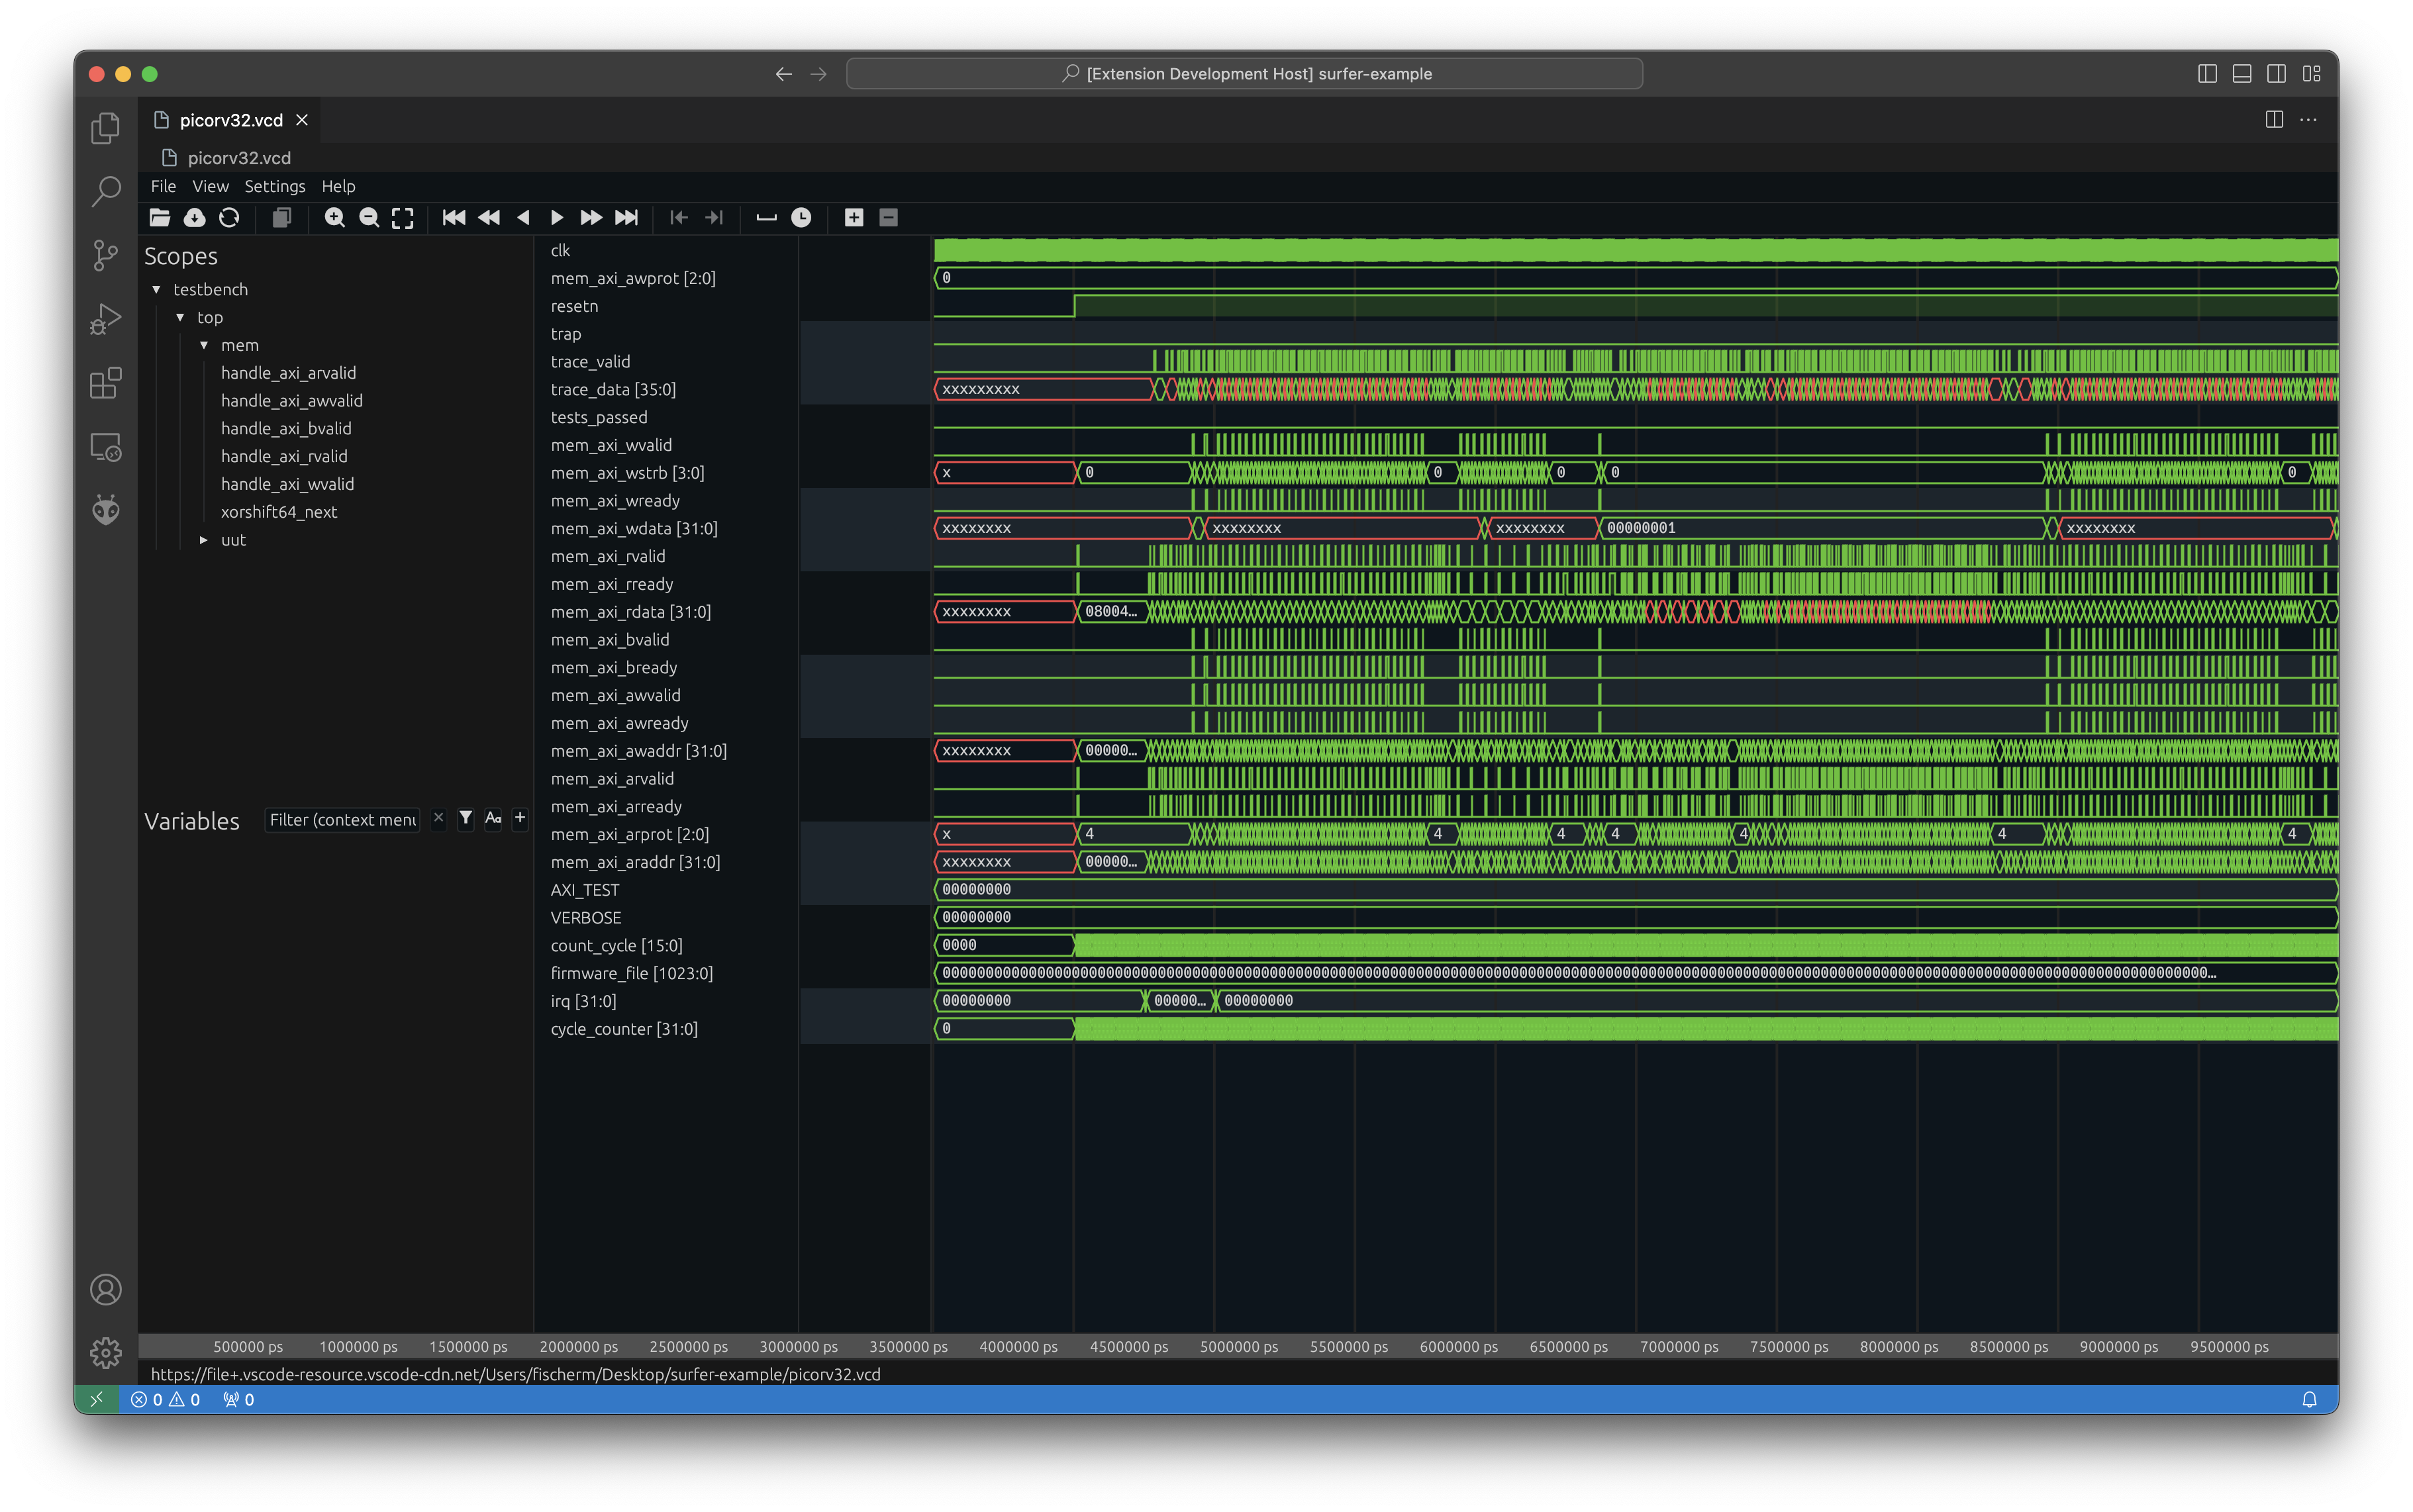 [Extension Development Host] surfer-example
picorv32.vcd
picorv32.vcd
File View Settings Help
Scopes
testbench
top
mem
handle_axi_arvalid
handle_axi_awvalid
handle_axi_bvalid
handle_axi_rvalid
handle_axi_wvalid
xorshift64_next
uut
Variables Filter (context menu Aa +
clk
mem_axi_awprot [2:0] 0
resetn
trap
trace_valid
trace_data [35:0] xxxxxxxxx
tests_passed
mem_axi_wvalid
mem_axi_wstrb [3:0] x 0 0 0 0 0
mem_axi_wready
mem_axi_wdata [31:0] xxxxxxxx xxxxxxxx xxxxxxxx 00000001 xxxxxxxx
mem_axi_rvalid
mem_axi_rready
mem_axi_rdata [31:0] xxxxxxxx 08004…
mem_axi_bvalid
mem_axi_bready
mem_axi_awvalid
mem_axi_awready
mem_axi_awaddr [31:0] xxxxxxxx 00000…
mem_axi_arvalid
mem_axi_arready
mem_axi_arprot [2:0] x 4 4 4 4 4 4 4
mem_axi_araddr [31:0] xxxxxxxx 00000…
AXI_TEST 00000000
VERBOSE 00000000
count_cycle [15:0] 0000
firmware_file [1023:0]
irq [31:0] 00000000 00000… 00000000
cycle_counter [31:0] 0
500000 ps 1000000 ps 1500000 ps 2000000 ps 2500000 ps 3000000 ps 3500000 ps 4000000 ps 4500000 ps 5000000 ps 5500000 ps 6000000 ps 6500000 ps 7000000 ps 7500000 ps 8000000 ps 8500000 ps 9000000 ps 9500000 ps
https://file+.vscode-resource.vscode-cdn.net/Users/fischerm/Desktop/surfer-example/picorv32.vcd
0 0 0